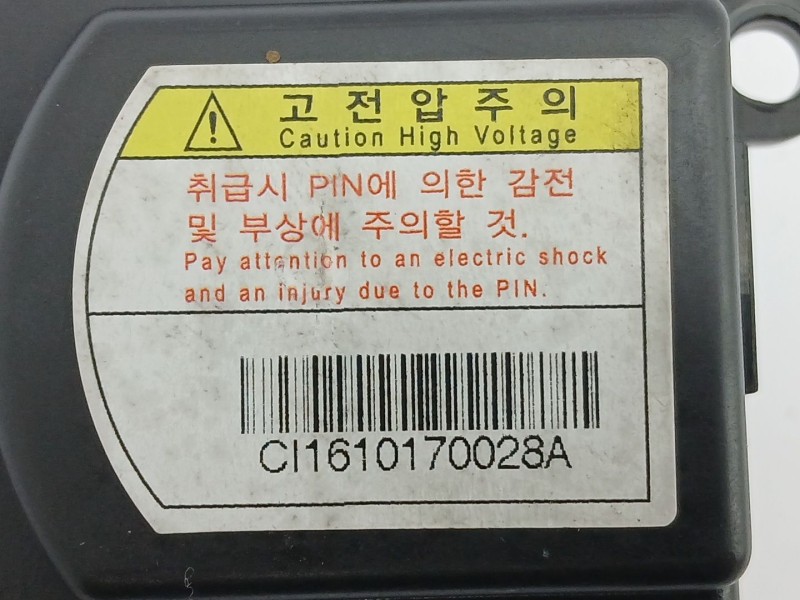 고전압주의
Caution High Voltage
취급시 PIN에 의한 감전
및 부상에 주의할 것.
Pay attention to an electric shock
and an injury due to the PIN.
CI1610170028A